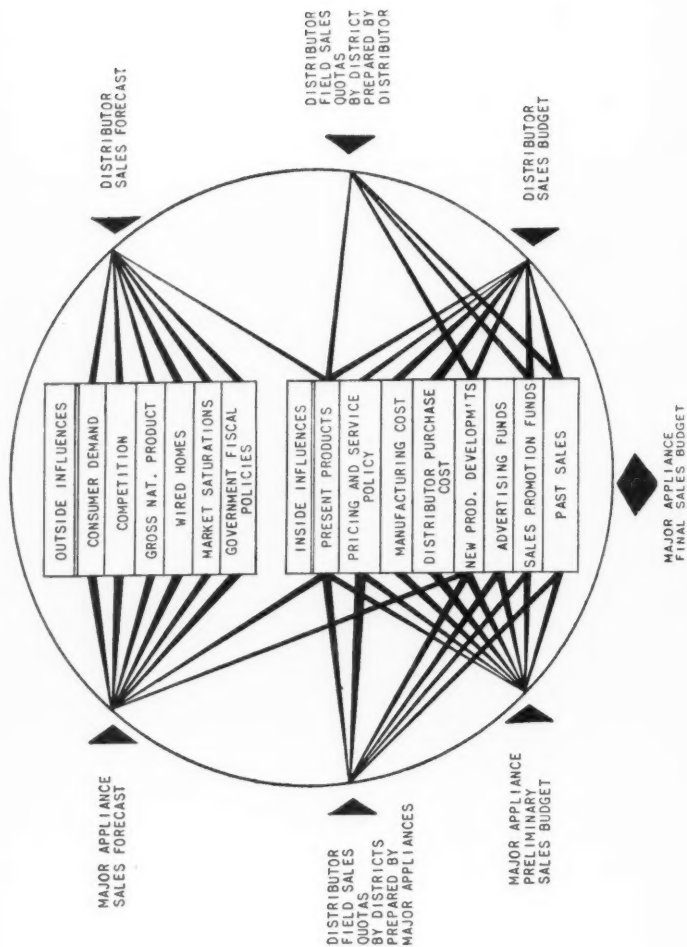 MAJOR APPLIANCE
SALES FORECAST
DISTRIBUTOR
SALES FORECAST
OUTSIDE INFLUENCES
CONSUMER DEMAND
COMPETITION
GROSS NAT. PRODUCT
WIRED HOMES
MARKET SATURATIONS
GOVERNMENT FISCAL
POLICIES
DISTRIBUTOR
FIELD SALES
QUOTAS
BY DISTRICTS
PREPARED BY
MAJOR APPLIANCES
INSIDE INFLUENCES
PRESENT PRODUCTS
PRICING AND SERVICE
POLICY
MANUFACTURING COST
DISTRIBUTOR PURCHASE
COST
NEW PROD. DEVELOPM'TS
ADVERTISING FUNDS
SALES PROMOTION FUNDS
PAST SALES
DISTRIBUTOR
FIELD SALES
QUOTAS
BY DISTRICT
PREPARED BY
DISTRIBUTOR
MAJOR APPLIANCE
PRELIMINARY
SALES BUDGET
DISTRIBUTOR
SALES BUDGET
MAJOR APPLIANCE
FINAL SALES BUDGET